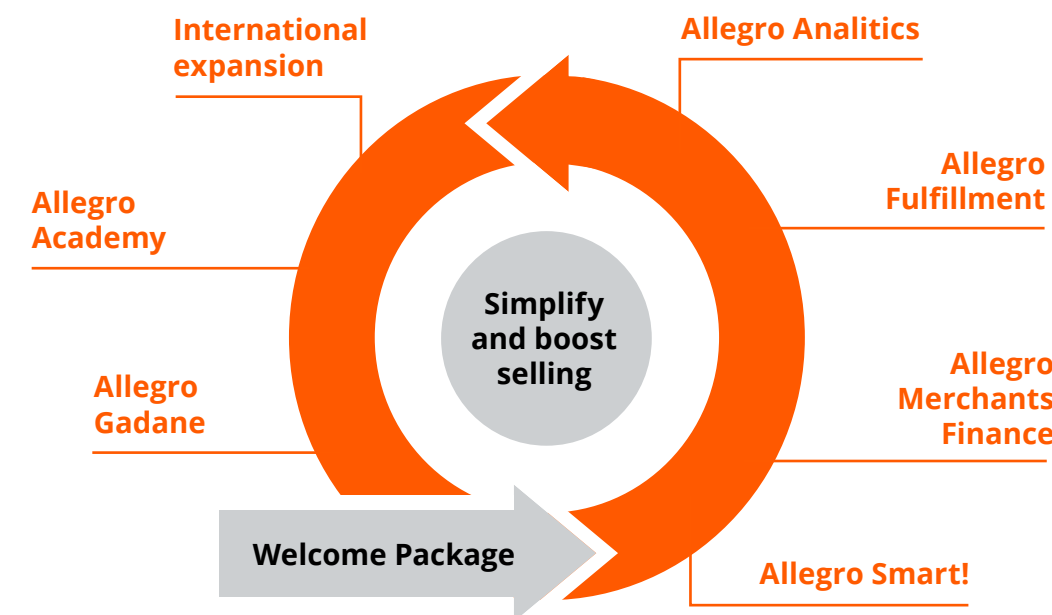 International
expansion
Allegro Analitics
Allegro
Fulfillment
Allegro
Academy
Simplify
and boost
selling
Allegro
Merchants
Finance
Allegro
Gadane
Welcome Package
Allegro Smart!